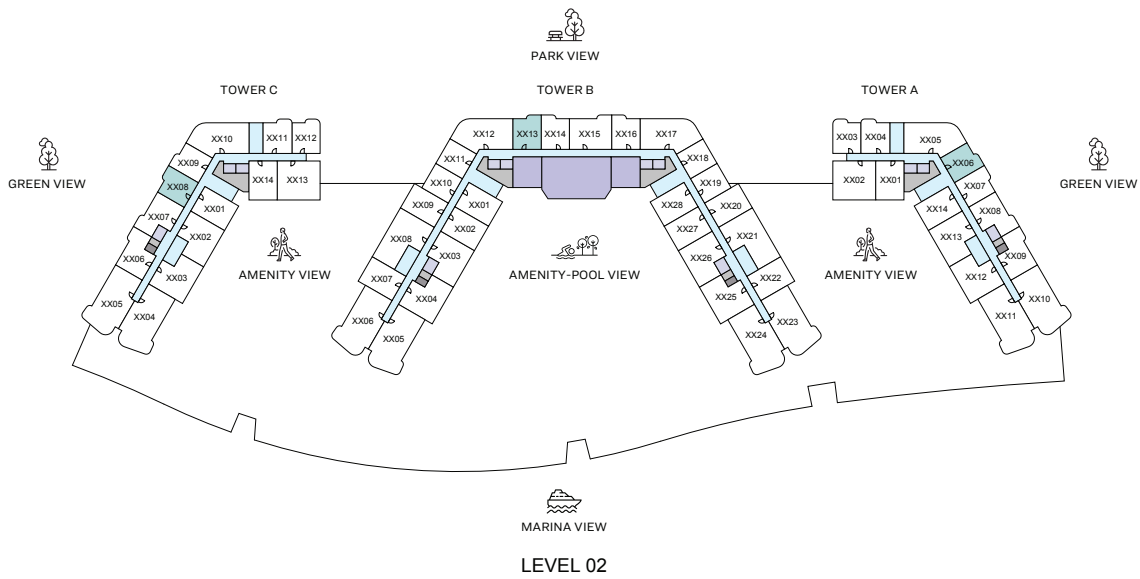 PARK VIEW
TOWER C
TOWER B
TOWER A
GREEN VIEW
GREEN VIEW
XX10
XX11
XX12
XX09
XX08
XX14
XX13
XX07
XX01
XX06
XX02
XX05
XX03
XX04
AMENITY VIEW
XX12
XX13
XX14
XX15
XX16
XX17
XX11
XX18
XX10
XX01
XX19
XX09
XX02
XX28
XX20
XX08
XX03
XX27
XX21
XX07
XX04
XX26
XX22
XX06
XX05
XX25
XX23
XX24
AMENITY-POOL VIEW
XX03
XX04
XX05
XX06
XX02
XX01
XX07
XX14
XX08
XX13
XX09
XX12
XX10
XX11
AMENITY VIEW
MARINA VIEW
LEVEL 02